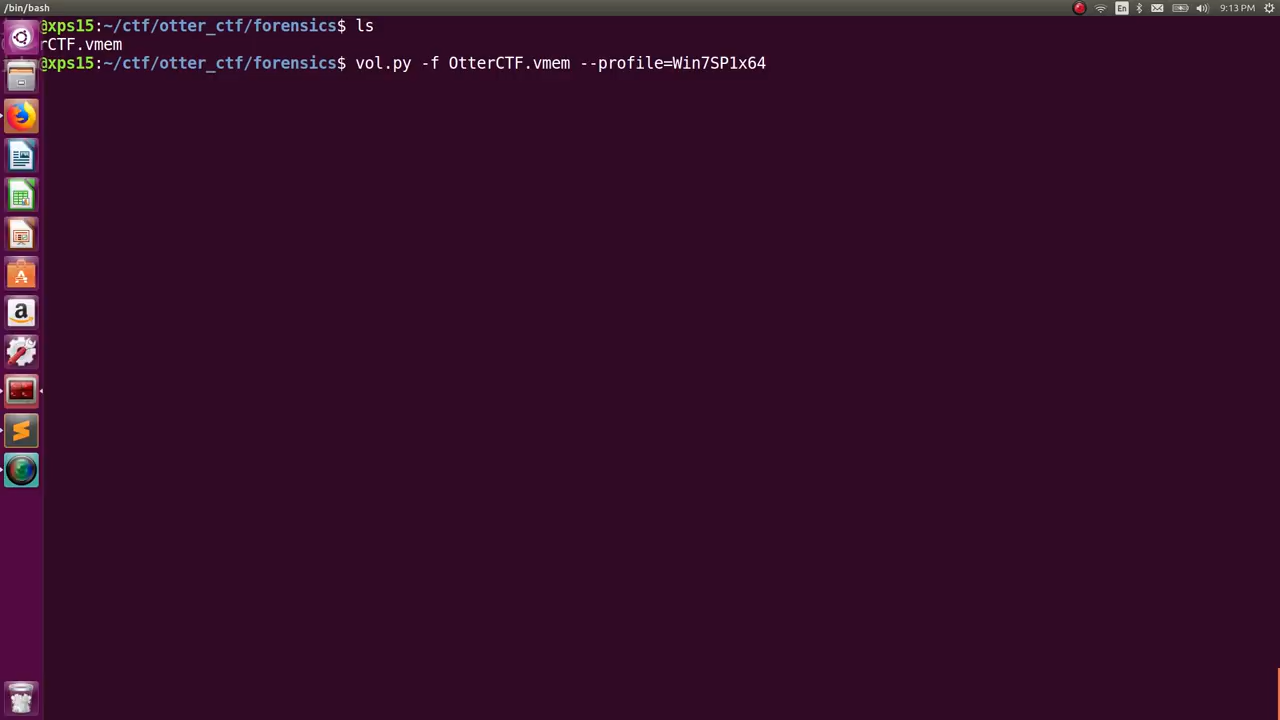 /bin/bash
En
9:13 PM
@xps15:~/ctf/otter_ctf/forensics$ ls
rCTF.vmem
@xps15:~/ctf/otter_ctf/forensics$ vol.py -f OtterCTF.vmem --profile=Win7SP1x64